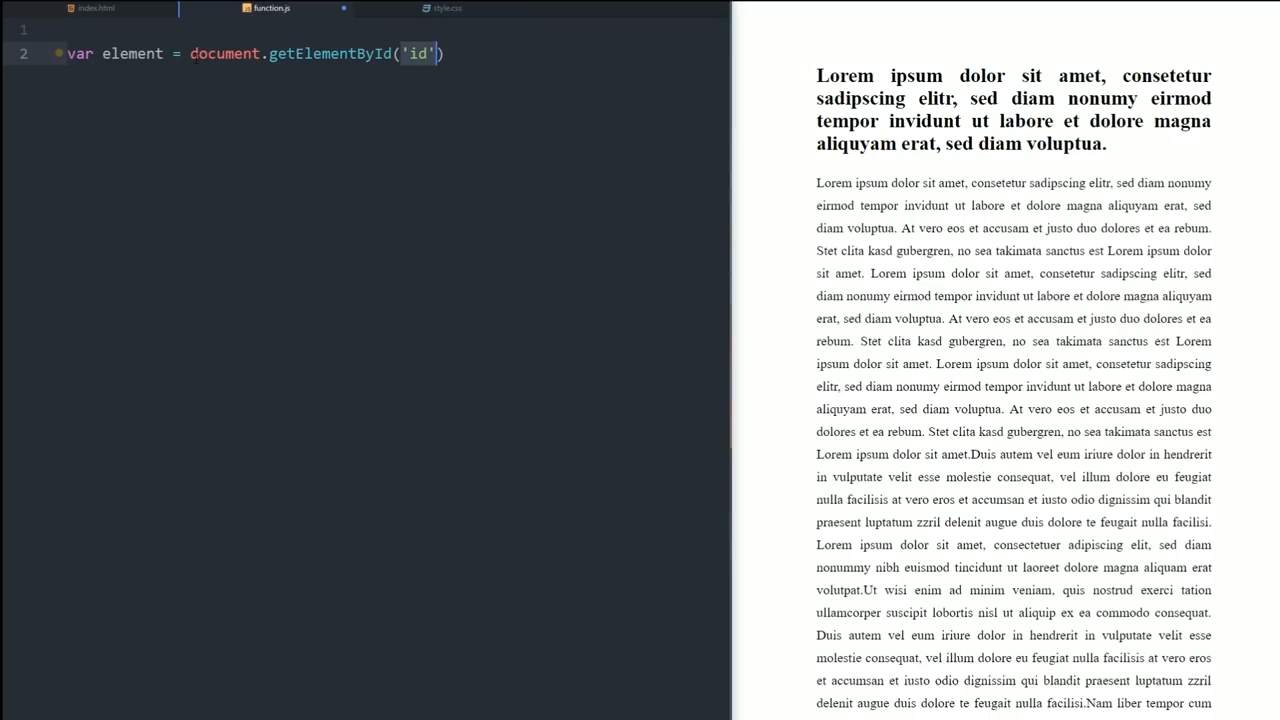 index.html
function.js
style.css
1
2 var element = document.getElementById('id')
Lorem ipsum dolor sit amet, consetetur
sadipscing elitr, sed diam nonumy eirmod
tempor invidunt ut labore et dolore magna
aliquyam erat, sed diam voluptua.
Lorem ipsum dolor sit amet, consetetur sadipscing elitr, sed diam nonumy
eirmod tempor invidunt ut labore et dolore magna aliquyam erat, sed
diam voluptua. At vero eos et accusam et justo duo dolores et ea rebum.
Stet clita kasd gubergren, no sea takimata sanctus est Lorem ipsum dolor
sit amet. Lorem ipsum dolor sit amet, consetetur sadipscing elitr, sed
diam nonumy eirmod tempor invidunt ut labore et dolore magna aliquyam
erat, sed diam voluptua. At vero eos et accusam et justo duo dolores et ea
rebum. Stet clita kasd gubergren, no sea takimata sanctus est Lorem
ipsum dolor sit amet. Lorem ipsum dolor sit amet, consetetur sadipscing
elitr, sed diam nonumy eirmod tempor invidunt ut labore et dolore magna
aliquyam erat, sed diam voluptua. At vero eos et accusam et justo duo
dolores et ea rebum. Stet clita kasd gubergren, no sea takimata sanctus est
Lorem ipsum dolor sit amet.Duis autem vel eum iriure dolor in hendrerit
in vulputate velit esse molestie consequat, vel illum dolore eu feugiat
nulla facilisis at vero eros et accumsan et iusto odio dignissim qui blandit
praesent luptatum zzril delenit augue duis dolore te feugait nulla facilisi.
Lorem ipsum dolor sit amet, consectetuer adipiscing elit, sed diam
nonummy nibh euismod tincidunt ut laoreet dolore magna aliquam erat
volutpat.Ut wisi enim ad minim veniam, quis nostrud exerci tation
ullamcorper suscipit lobortis nisl ut aliquip ex ea commodo consequat.
Duis autem vel eum iriure dolor in hendrerit in vulputate velit esse
molestie consequat, vel illum dolore eu feugiat nulla facilisis at vero eros
et accumsan et iusto odio dignissim qui blandit praesent luptatum zzril
delenit augue duis dolore te feugait nulla facilisi.Nam liber tempor cum